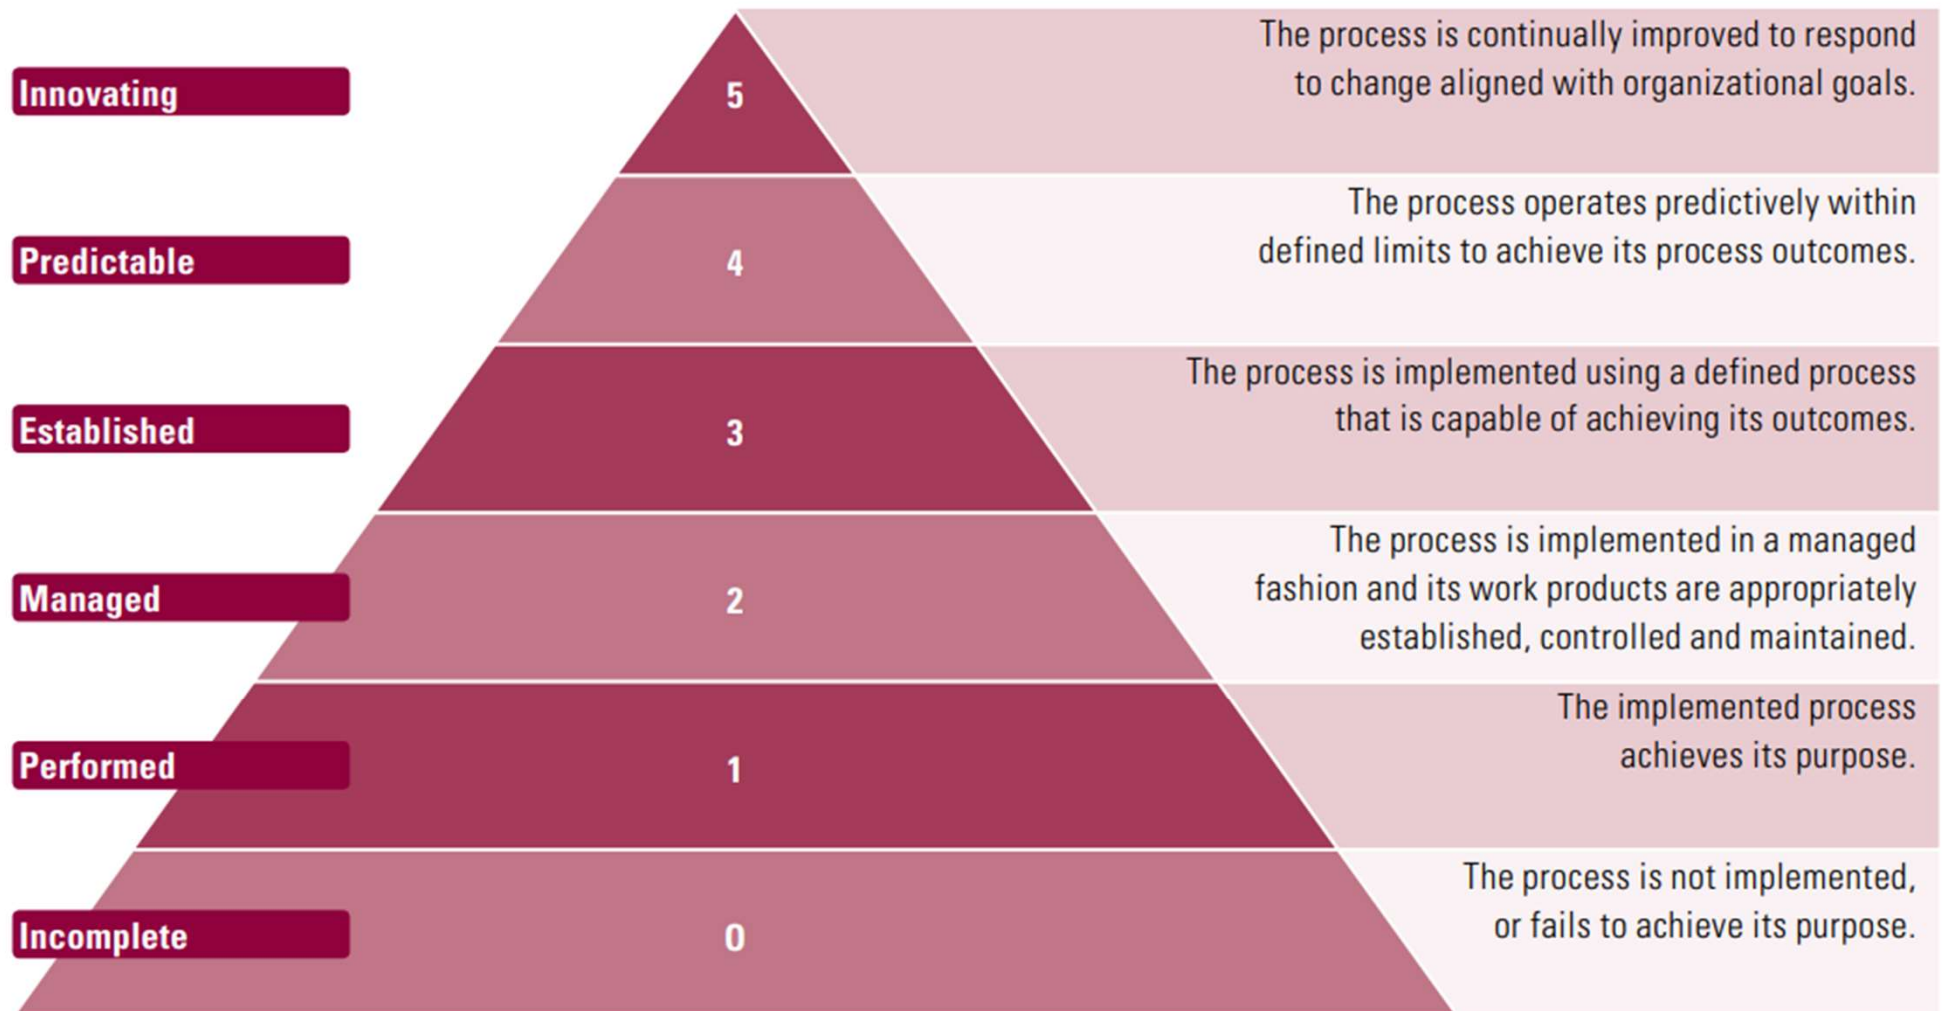 Innovating
5
The process is continually improved to respond
to change aligned with organizational goals.
Predictable
4
The process operates predictively within
defined limits to achieve its process outcomes.
Established
3
The process is implemented using a defined process
that is capable of achieving its outcomes.
Managed
2
The process is implemented in a managed
fashion and its work products are appropriately
established, controlled and maintained.
Performed
1
The implemented process
achieves its purpose.
Incomplete
0
The process is not implemented,
or fails to achieve its purpose.